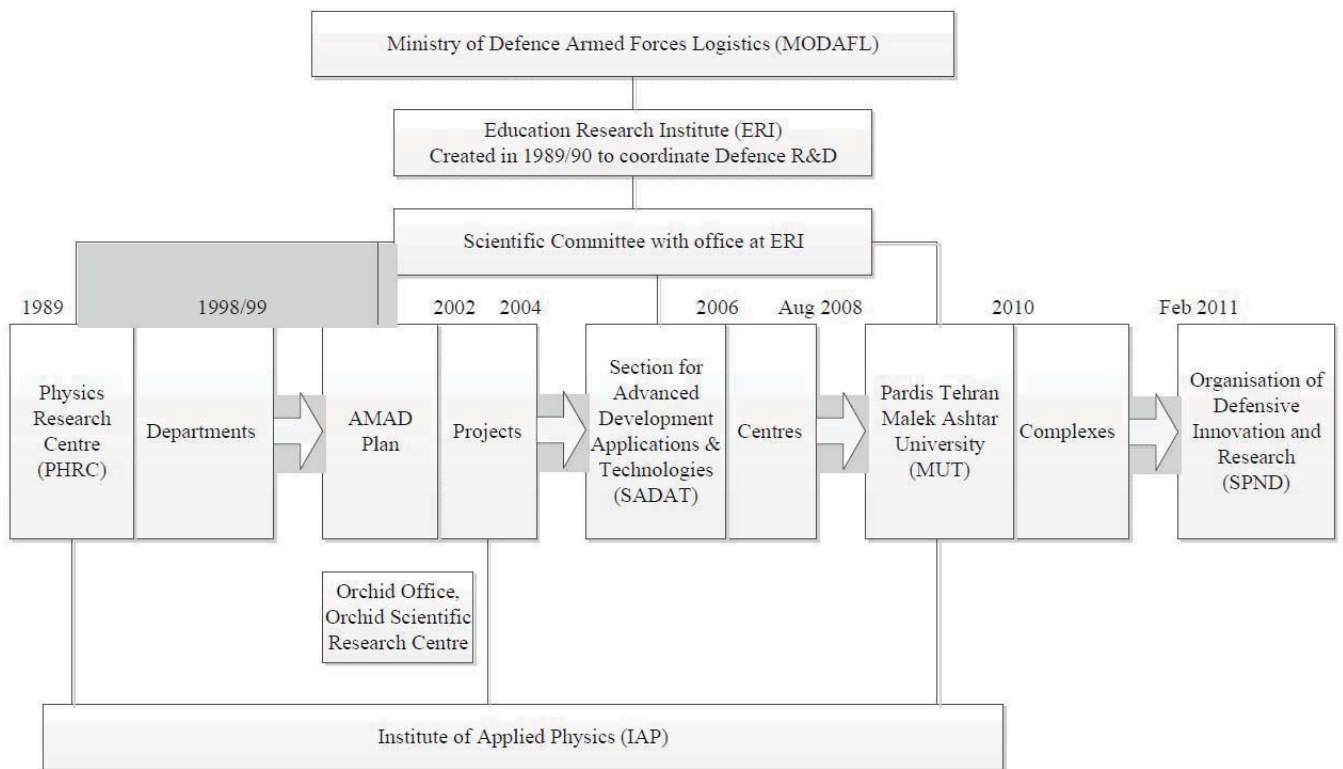 Ministry of Defence Armed Forces Logistics (MODAFL)
Education Research Institute (ERI)
Created in 1989/90 to coordinate Defence R&D
Scientific Committee with office at ERI
1989
1998/99
2002
2004
2006
Aug 2008
2010
Feb 2011
Physics
Research
Centre
(PHRC)
Departments
AMAD
Plan
Projects
Section for
Advanced
Development
Applications &
Technologies
(SADAT)
Centres
Pardis Tehran
Malek Ashtar
University
(MUT)
Complexes
Organisation of
Defensive
Innovation and
Research
(SPND)
Orchid Office,
Orchid Scientific
Research Centre
Institute of Applied Physics (IAP)